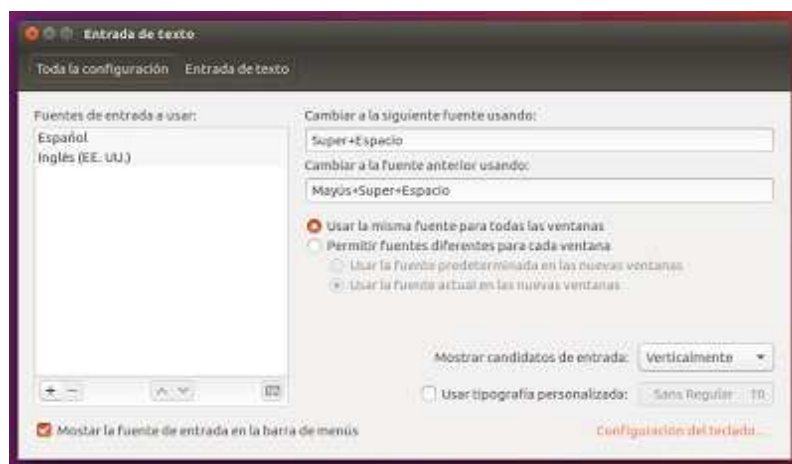 Entrada de texto
Toda la configuración Entrada de texto
Fuentes de entrada a usar:
Español
Inglés (EE. UU.)
Cambiar a la siguiente fuente usando:
Super+Espacio
Cambiar a la fuente anterior usando:
Mayús+Super+Espacio
Usar la misma fuente para todas las ventanas
Permitir fuentes diferentes para cada ventana
Usar la fuente predeterminada en las nuevas ventanas
Usar la fuente actual en las nuevas ventanas
Mostrar candidatos de entrada: Verticalmente
Usar tipografía personalizada: Sans Regular 10
Mostar la fuente de entrada en la barra de menús
Configuración del teclado...